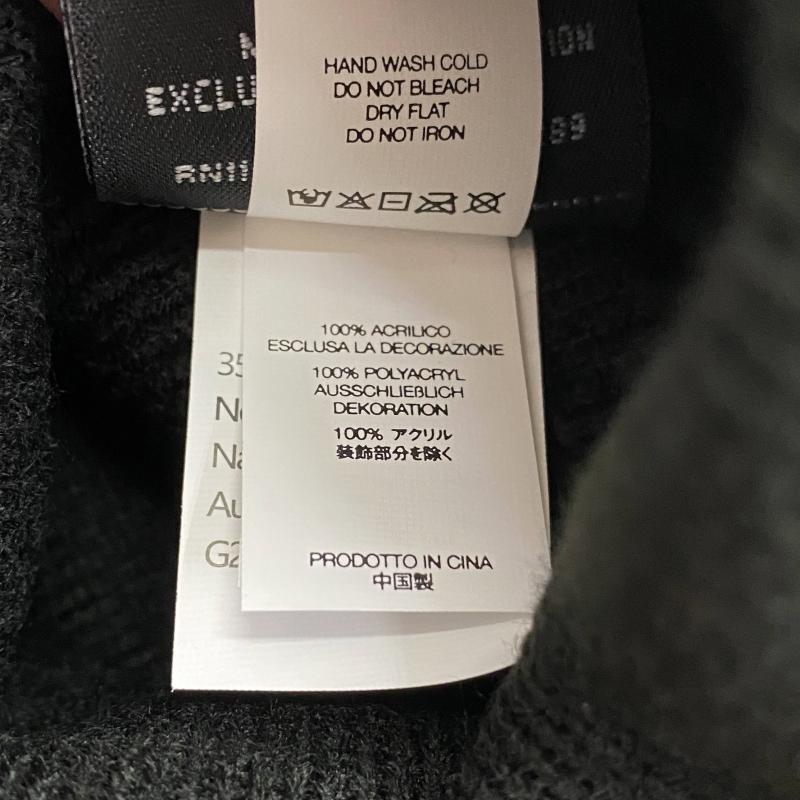 HAND WASH COLD
DO NOT BLEACH
DRY FLAT
DO NOT IRON
100% ACRILICO
ESCLUSA LA DECORAZIONE
100% POLYACRYL
AUSSCHLIEẞLICH
DEKORATION
100% アクリル
装飾部分を除く
PRODOTTO IN CINA
中国製